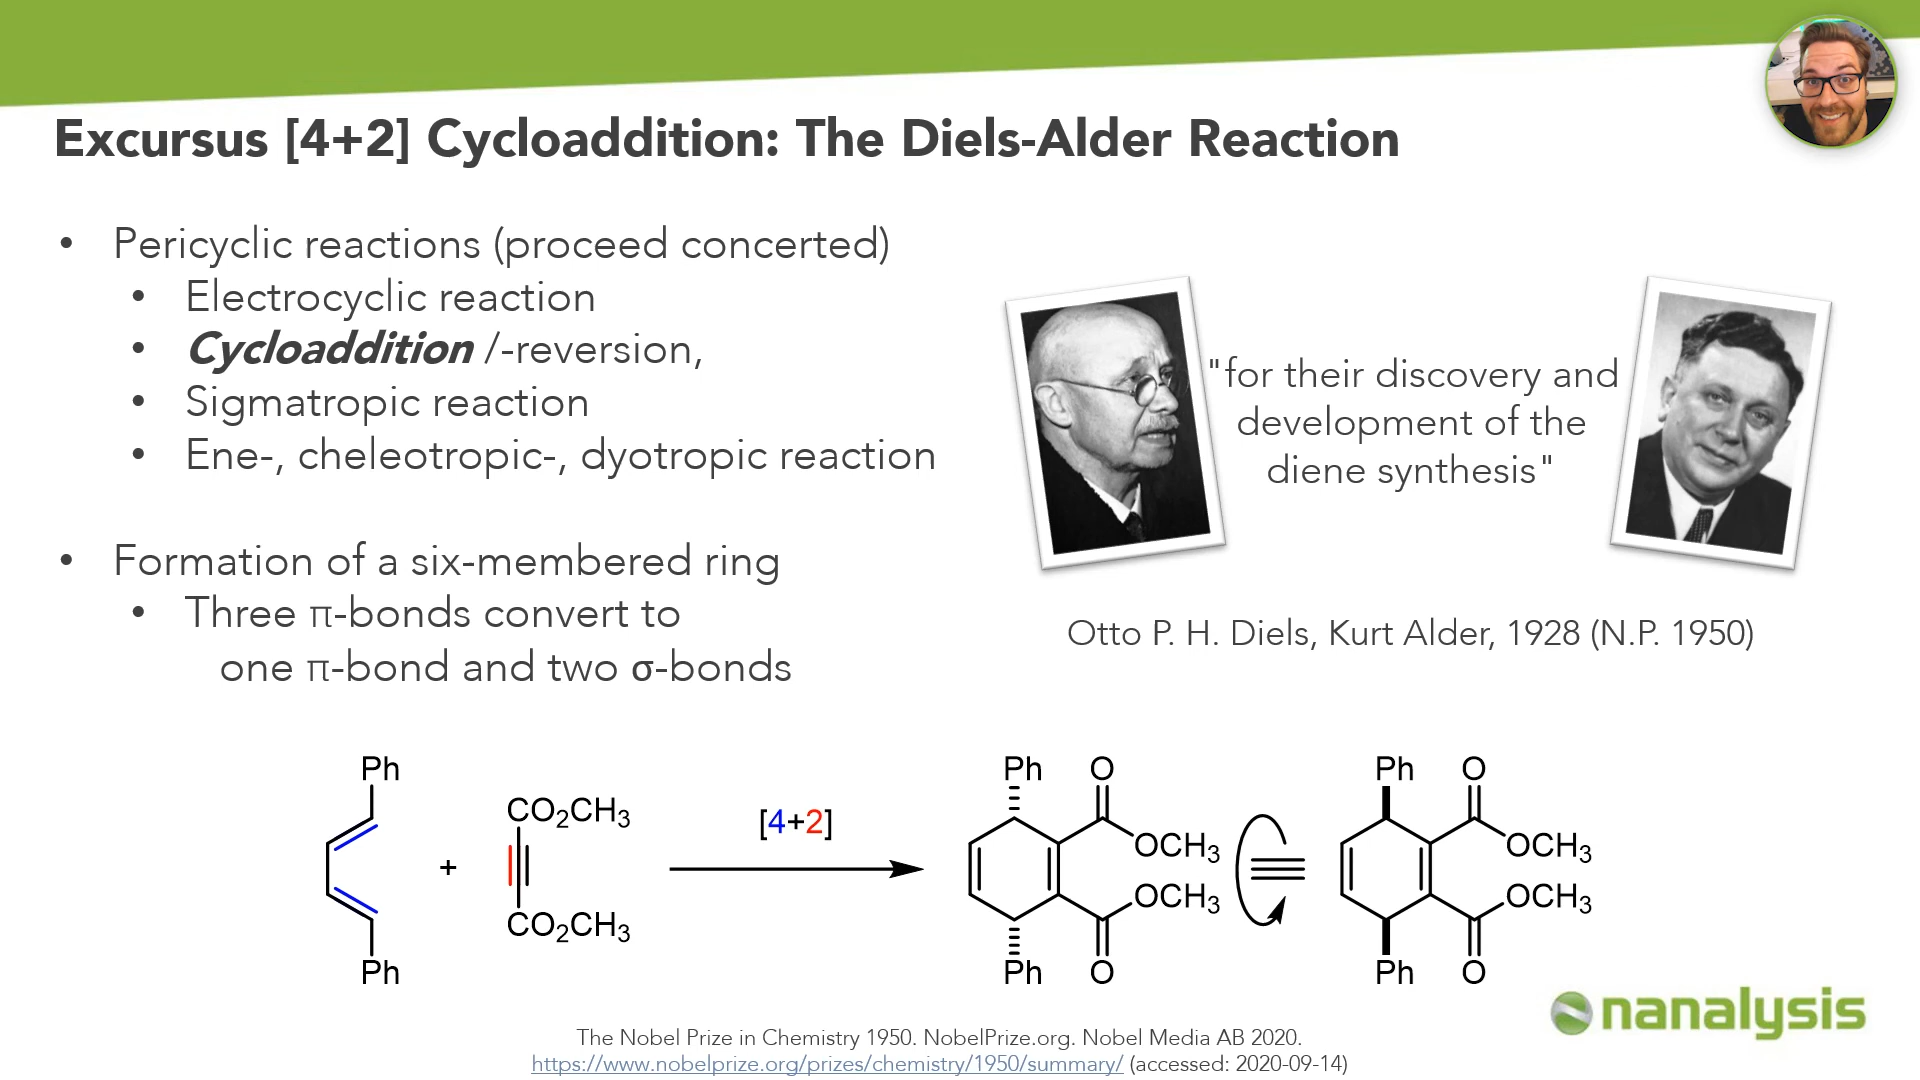 Excursus [4+2] Cycloaddition: The Diels-Alder Reaction
• Pericyclic reactions (proceed concerted)
• Electrocyclic reaction
• Cycloaddition /-reversion,
• Sigmatropic reaction
• Ene-, cheleotropic-, dyotropic reaction
• Formation of a six-membered ring
• Three π-bonds convert to
one π-bond and two σ-bonds
"for their discovery and
development of the
diene synthesis"
Otto P. H. Diels, Kurt Alder, 1928 (N.P. 1950)
Ph
Ph
+
CO₂CH₃
CO₂CH₃
[4+2]
Ph O
OCH₃
OCH₃
Ph O
Ph O
OCH₃
OCH₃
Ph O
nanalysis
The Nobel Prize in Chemistry 1950. NobelPrize.org. Nobel Media AB 2020.
https://www.nobelprize.org/prizes/chemistry/1950/summary/ (accessed: 2020-09-14)